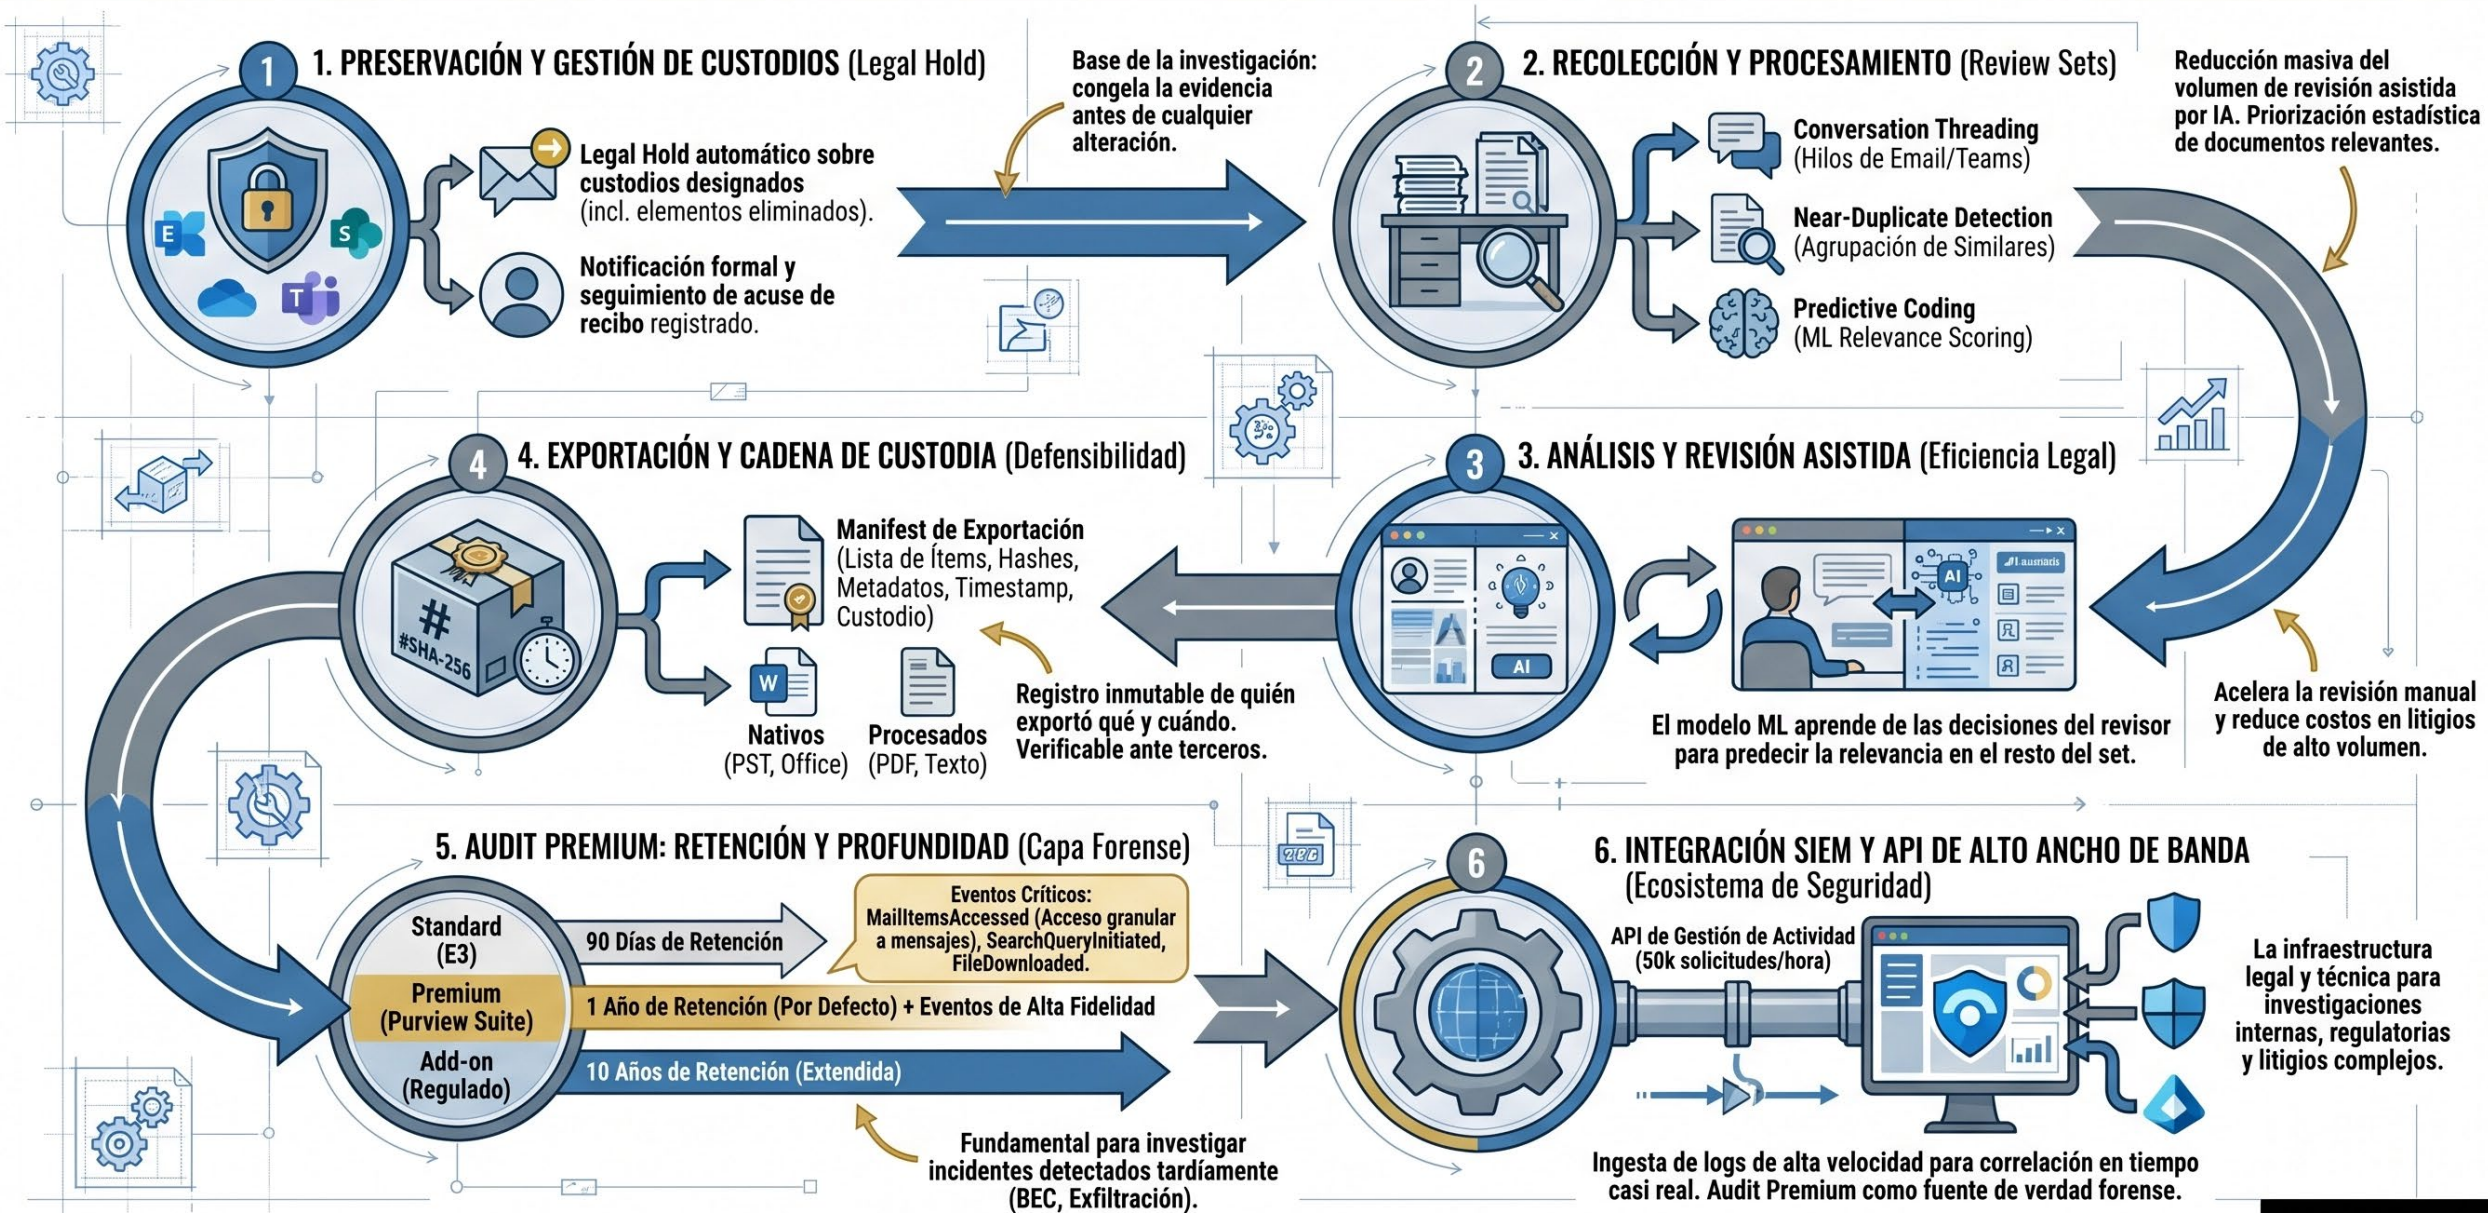 1
1. PRESERVACIÓN Y GESTIÓN DE CUSTODIOS (Legal Hold)
E
S
T
Legal Hold automático sobre
custodios designados
(incl. elementos eliminados).
Notificación formal y
seguimiento de acuse de
recibo registrado.
Base de la investigación:
congela la evidencia
antes de cualquier
alteración.
2
2. RECOLECCIÓN Y PROCESAMIENTO (Review Sets)
Conversation Threading
(Hilos de Email/Teams)
Near-Duplicate Detection
(Agrupación de Similares)
Predictive Coding
(ML Relevance Scoring)
Reducción masiva del
volumen de revisión asistida
por IA. Priorización estadística
de documentos relevantes.
3
3. ANÁLISIS Y REVISIÓN ASISTIDA (Eficiencia Legal)
AI
AI
El modelo ML aprende de las decisiones del revisor
para predecir la relevancia en el resto del set.
Acelera la revisión manual
y reduce costos en litigios
de alto volumen.
4
4. EXPORTACIÓN Y CADENA DE CUSTODIA (Defensibilidad)
#
#SHA-256
Manifest de Exportación
(Lista de Ítems, Hashes,
Metadatos, Timestamp,
Custodio)
W
Nativos
(PST, Office)
Procesados
(PDF, Texto)
Registro inmutable de quién
exportó qué y cuándo.
Verificable ante terceros.
5. AUDIT PREMIUM: RETENCIÓN Y PROFUNDIDAD (Capa Forense)
Standard
(E3)
Premium
(Purview Suite)
Add-on
(Regulado)
90 Días de Retención
Eventos Críticos:
MailItemsAccessed (Acceso granular
a mensajes), SearchQueryInitiated,
FileDownloaded.
1 Año de Retención (Por Defecto) + Eventos de Alta Fidelidad
10 Años de Retención (Extendida)
Fundamental para investigar
incidentes detectados tardíamente
(BEC, Exfiltración).
6
6. INTEGRACIÓN SIEM Y API DE ALTO ANCHO DE BANDA
(Ecosistema de Seguridad)
API de Gestión de Actividad
(50k solicitudes/hora)
La infraestructura
legal y técnica para
investigaciones
internas, regulatorias
y litigios complejos.
Ingesta de logs de alta velocidad para correlación en tiempo
casi real. Audit Premium como fuente de verdad forense.